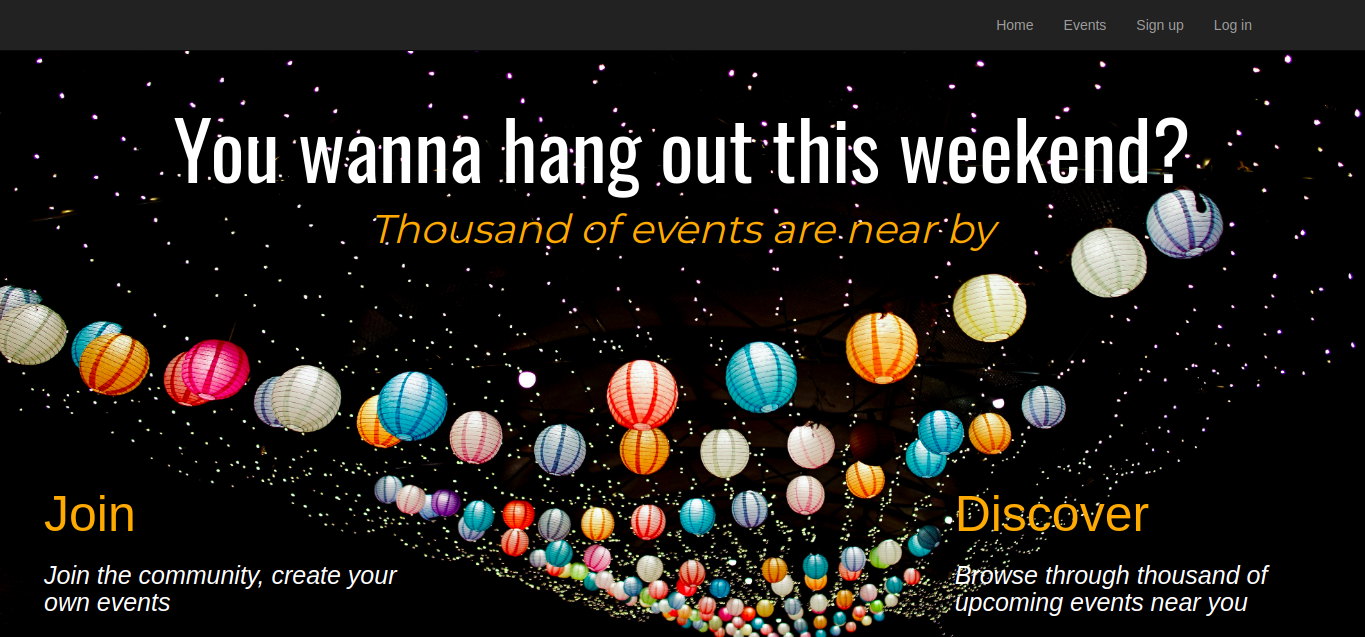 Home Events Sign up Log in
You wanna hang out this weekend?
Thousand of events are near by
Join
Join the community, create your
own events
Discover
Browse through thousand of
upcoming events near you